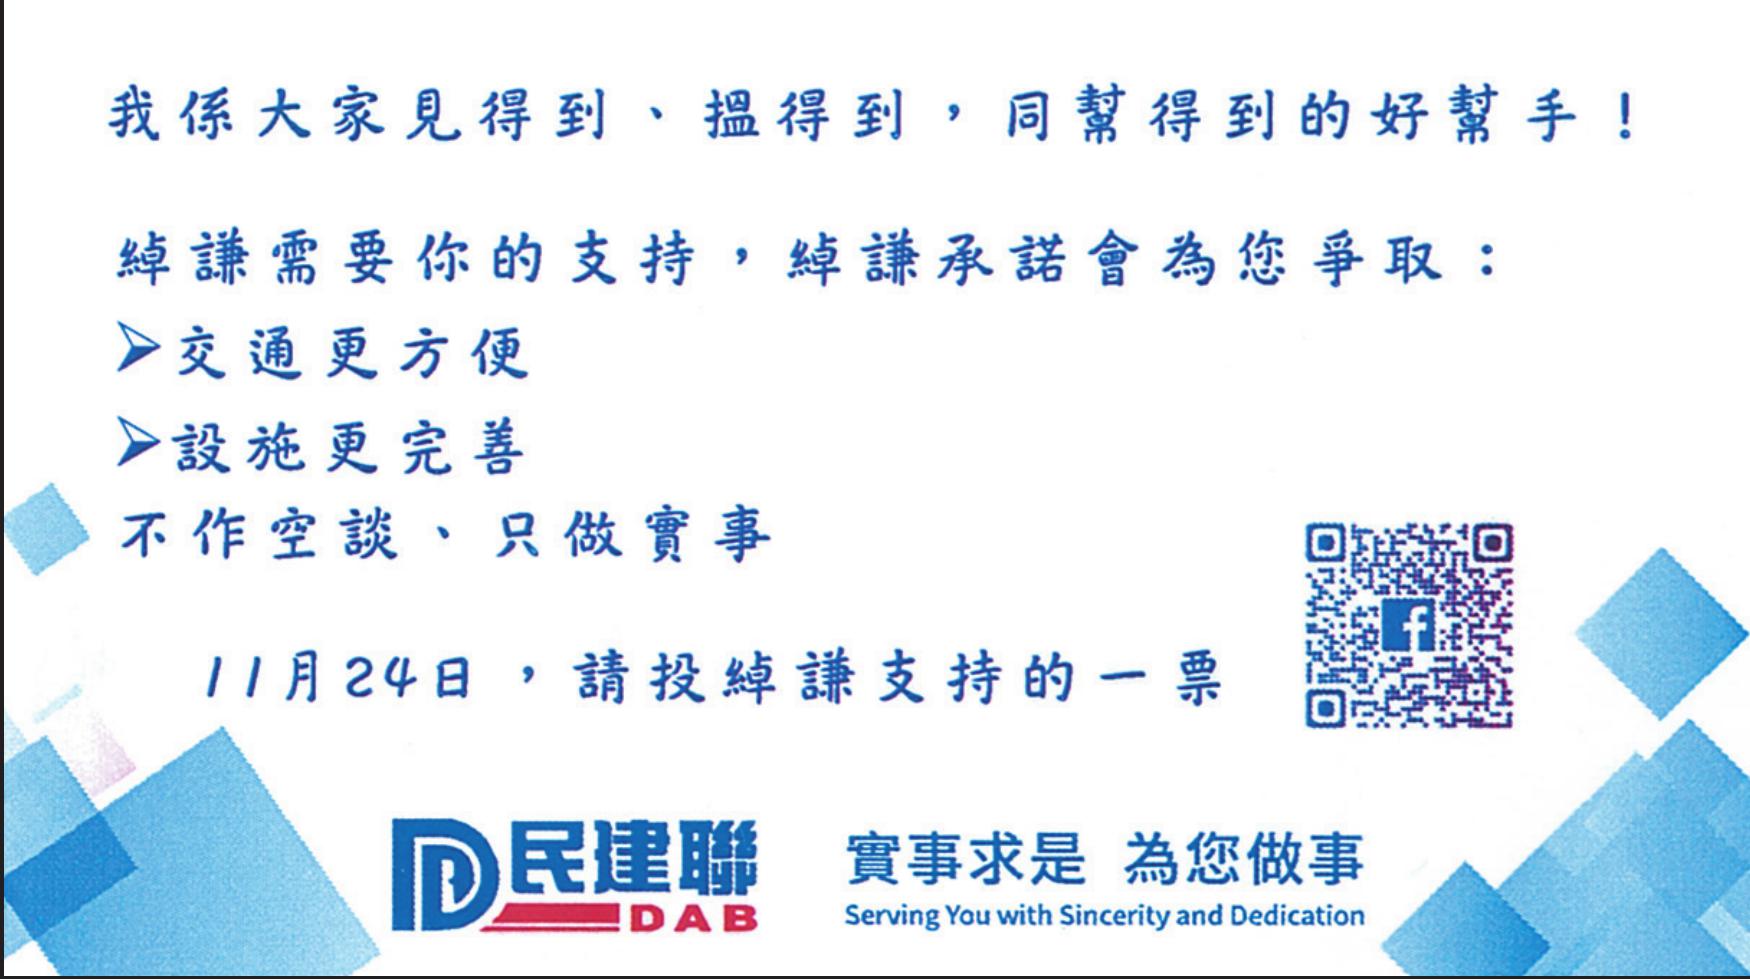 我係大家見得到、搵得到，同幫得到的好幫手！
綽謙需要你的支持，綽謙承諾會為您爭取：
➢交通更方便
➢設施更完善
不作空談、只做實事
11月24日，請投綽謙支持的一票
f
民建聯
DAB
實事求是 為您做事
Serving You with Sincerity and Dedication